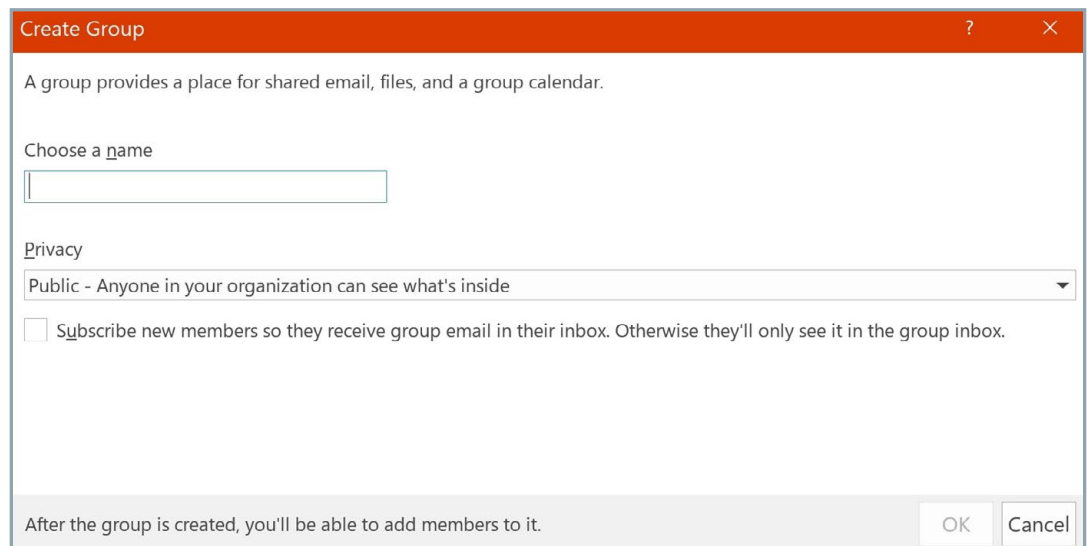 Create Group ?
A group provides a place for shared email, files, and a group calendar.
Choose a name
Privacy
Public - Anyone in your organization can see what's inside
Subscribe new members so they receive group email in their inbox. Otherwise they'll only see it in the group inbox.
After the group is created, you'll be able to add members to it. OK Cancel